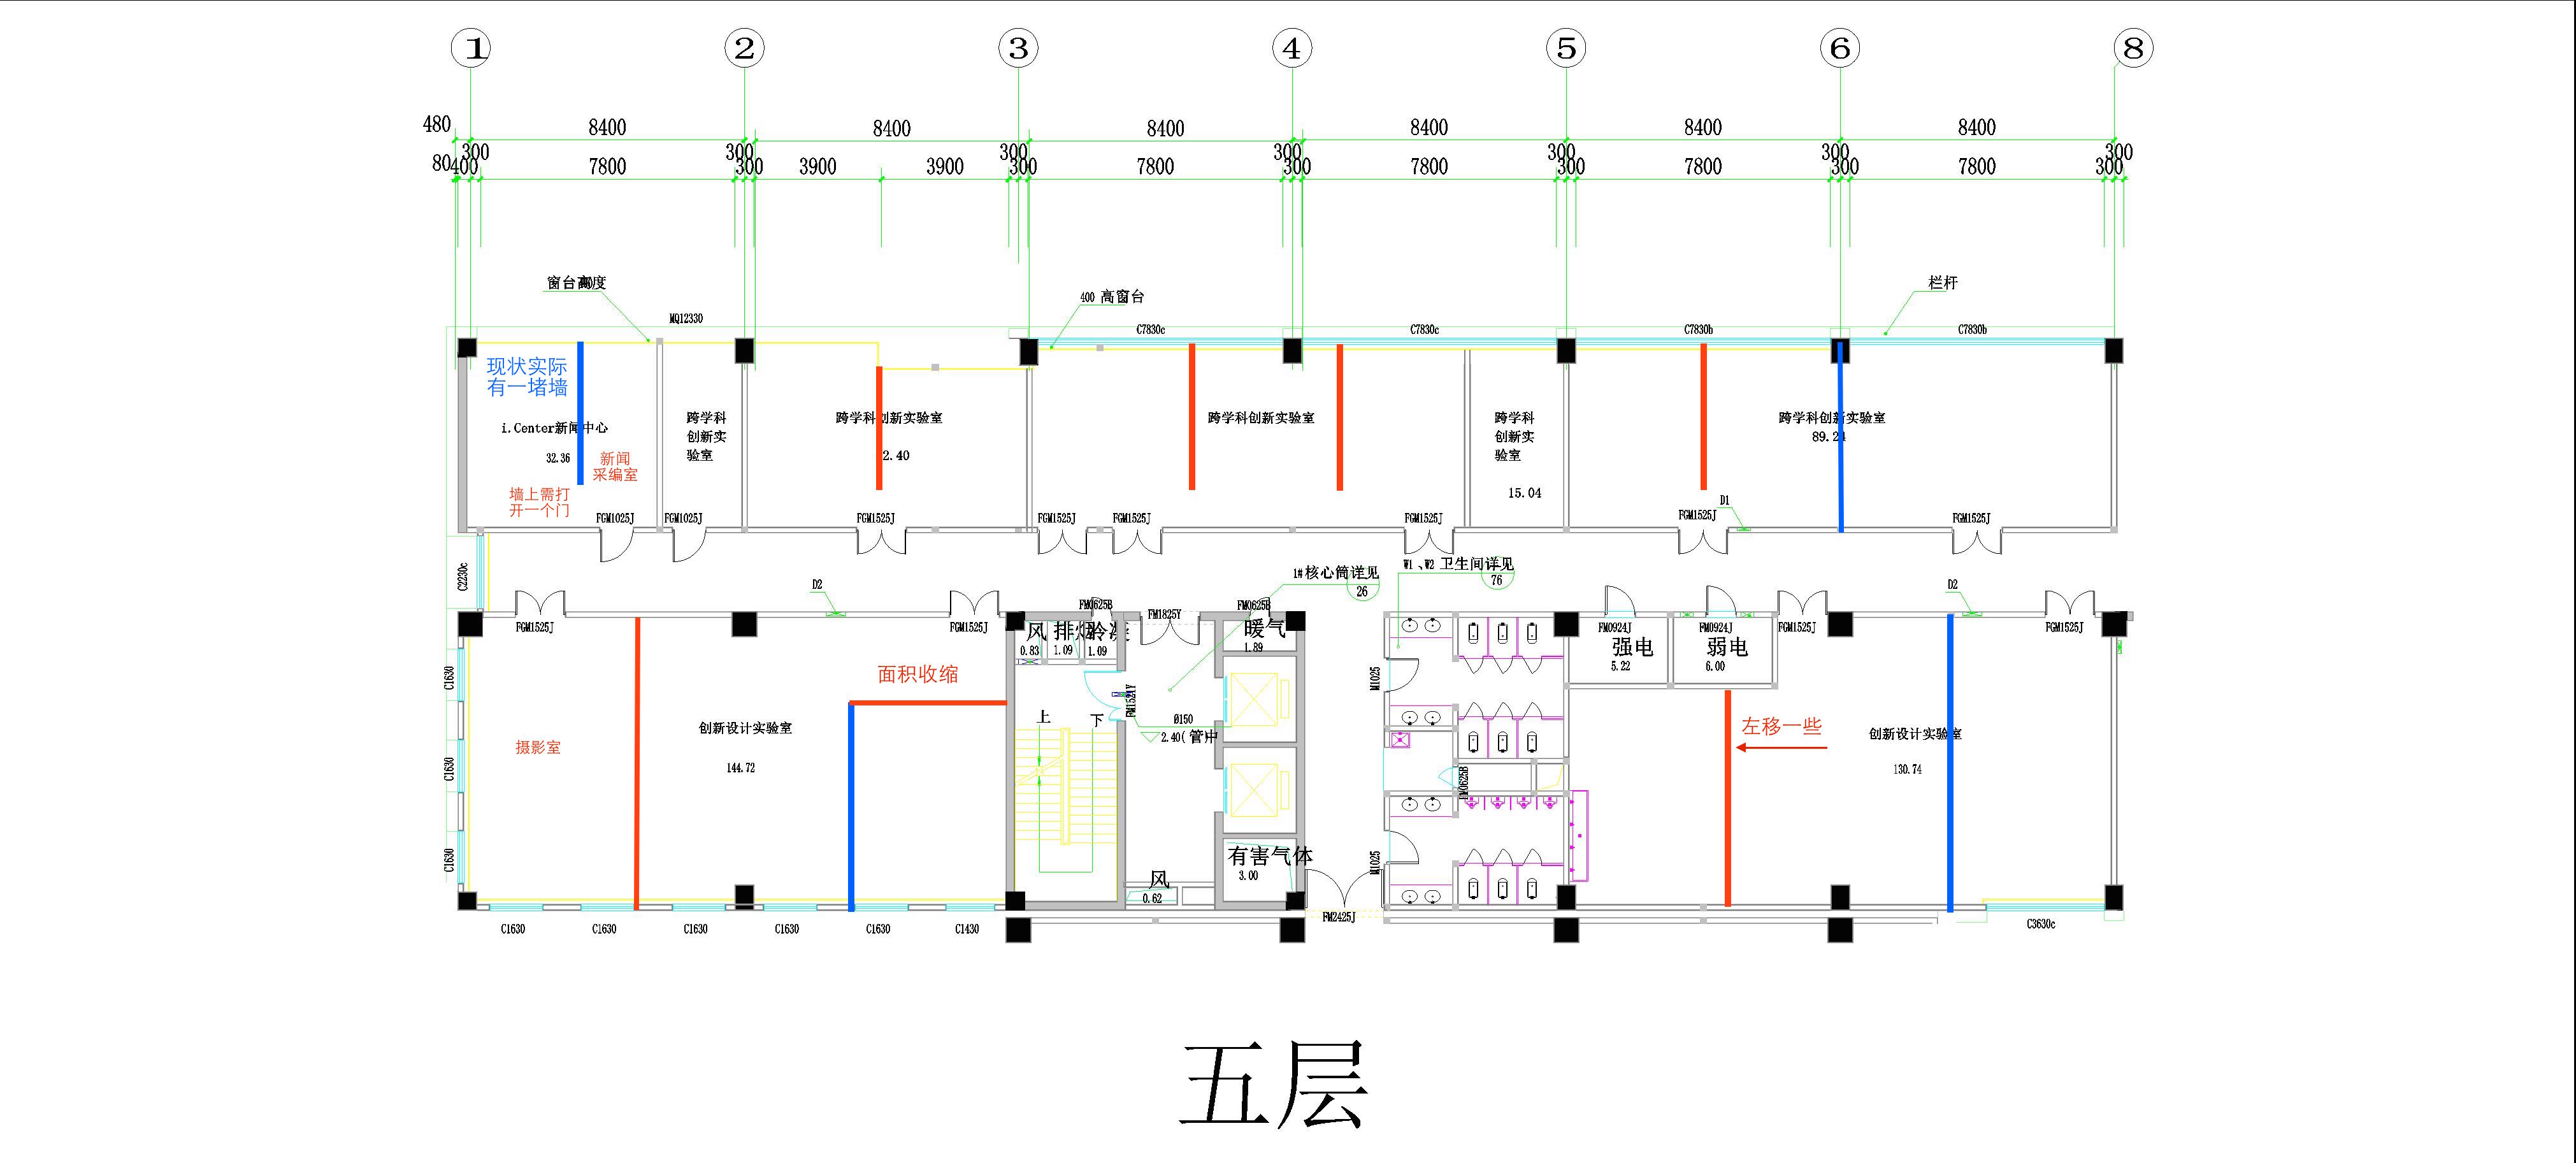 1 2 3 4 5 6 8
480 8400 8400 8400 8400 8400 8400
300 300 300 300 300 300 300
80 400 7800 300 3900 3900 300 7800 300 7800 300 7800 300 7800 300
窗台高度
400 高窗台
栏杆
MQ12330 C7830c C7830c C7830b C7830b
现状实际
有一堵墙
i.Center新闻中心
32.36
新闻
采编室
墙上需打
开一个门
跨学科
创新实
验室
跨学科创新实验室
2.40
跨学科创新实验室
跨学科
创新实
验室
15.04
跨学科创新实验室
89.24
D1
FGM1025J FGM1025J FGM1525J FGM1525J FGM1525J FGM1525J FGM1525J FGM1525J
C2230c
D2
1#核心筒详见
26
W1 、W2 卫生间详见
76
D2
FGM1525J FGM1525J FM0625B FM1825Y FM0625B FM0924J FM0924J FGM1525J FGM1525J
风
0.83
排烟
1.09
冷凝
1.09
暖气
1.89
强电
5.22
弱电
6.00
C1630
C1630
C1630
摄影室
创新设计实验室
144.72
面积收缩
上
下
FM1521Y
Ø150
2.40(管中
M1025
M1025
FM0625B
左移一些
创新设计实验室
130.74
有害气体
3.00
风
0.62
FM2425J
C1630 C1630 C1630 C1630 C1630 C1430
C3630c
五层